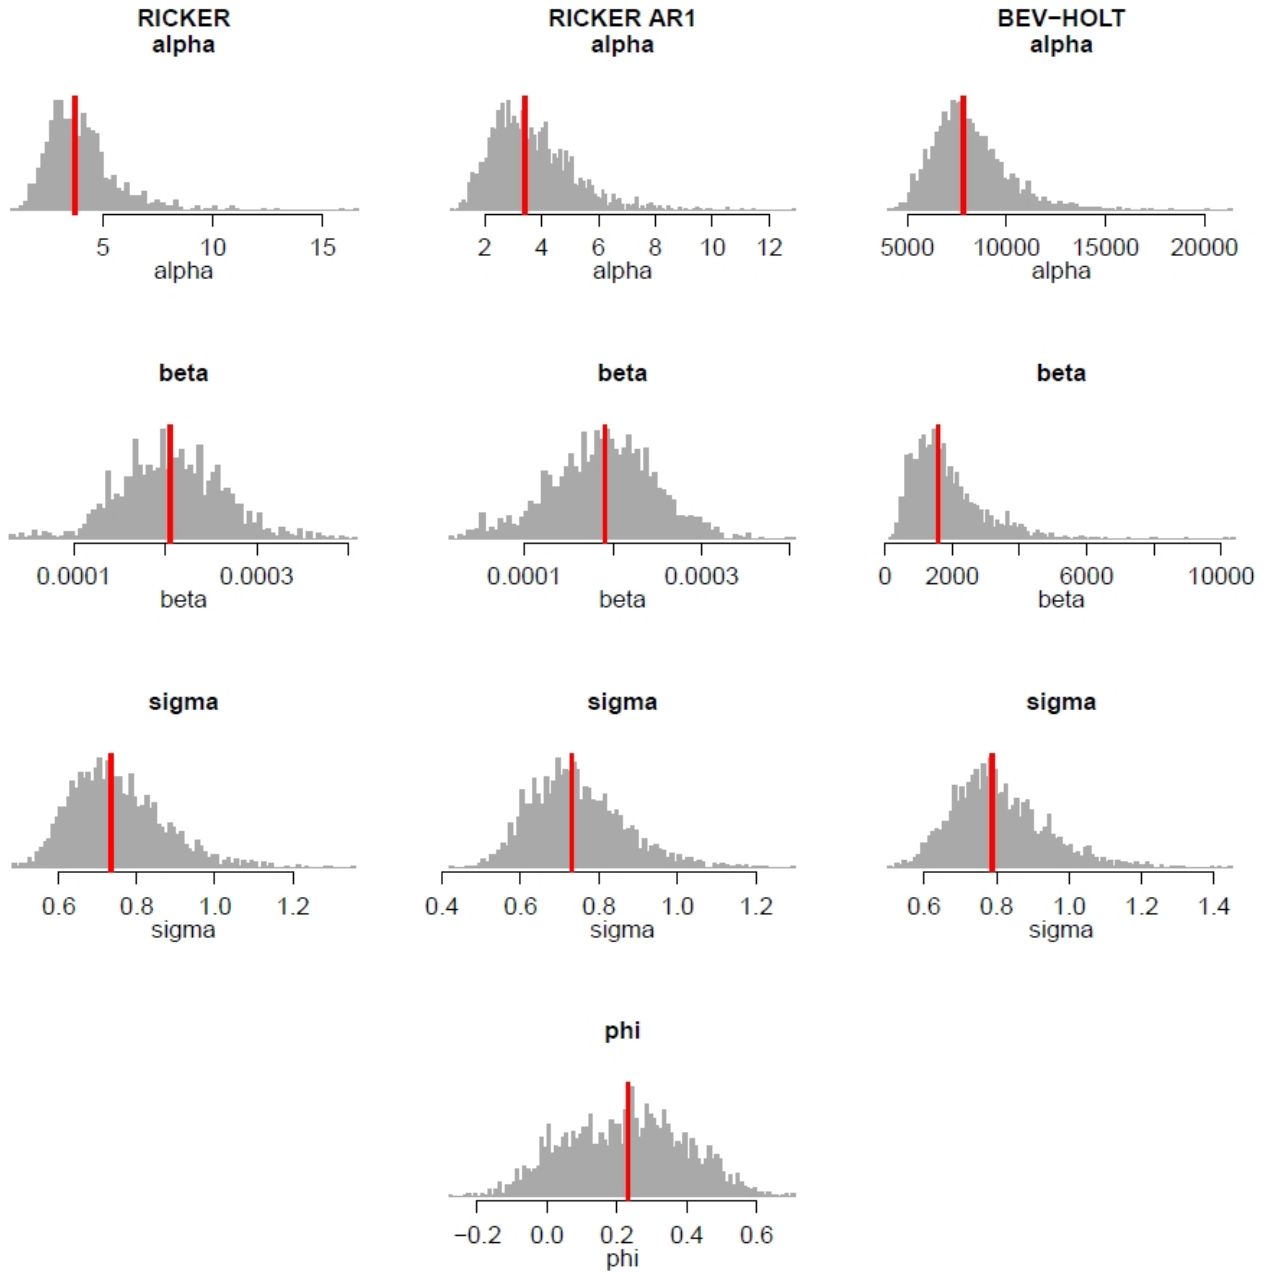 RICKER
alpha
RICKER AR1
alpha
BEV−HOLT
alpha
5 10 15
alpha
2 4 6 8 10 12
alpha
5000 10000 15000 20000
alpha
beta
beta
beta
0.0001 0.0003
beta
0.0001 0.0003
beta
0 2000 6000 10000
beta
sigma
sigma
sigma
0.6 0.8 1.0 1.2
sigma
0.4 0.6 0.8 1.0 1.2
sigma
0.6 0.8 1.0 1.2 1.4
sigma
phi
−0.2 0.0 0.2 0.4 0.6
phi